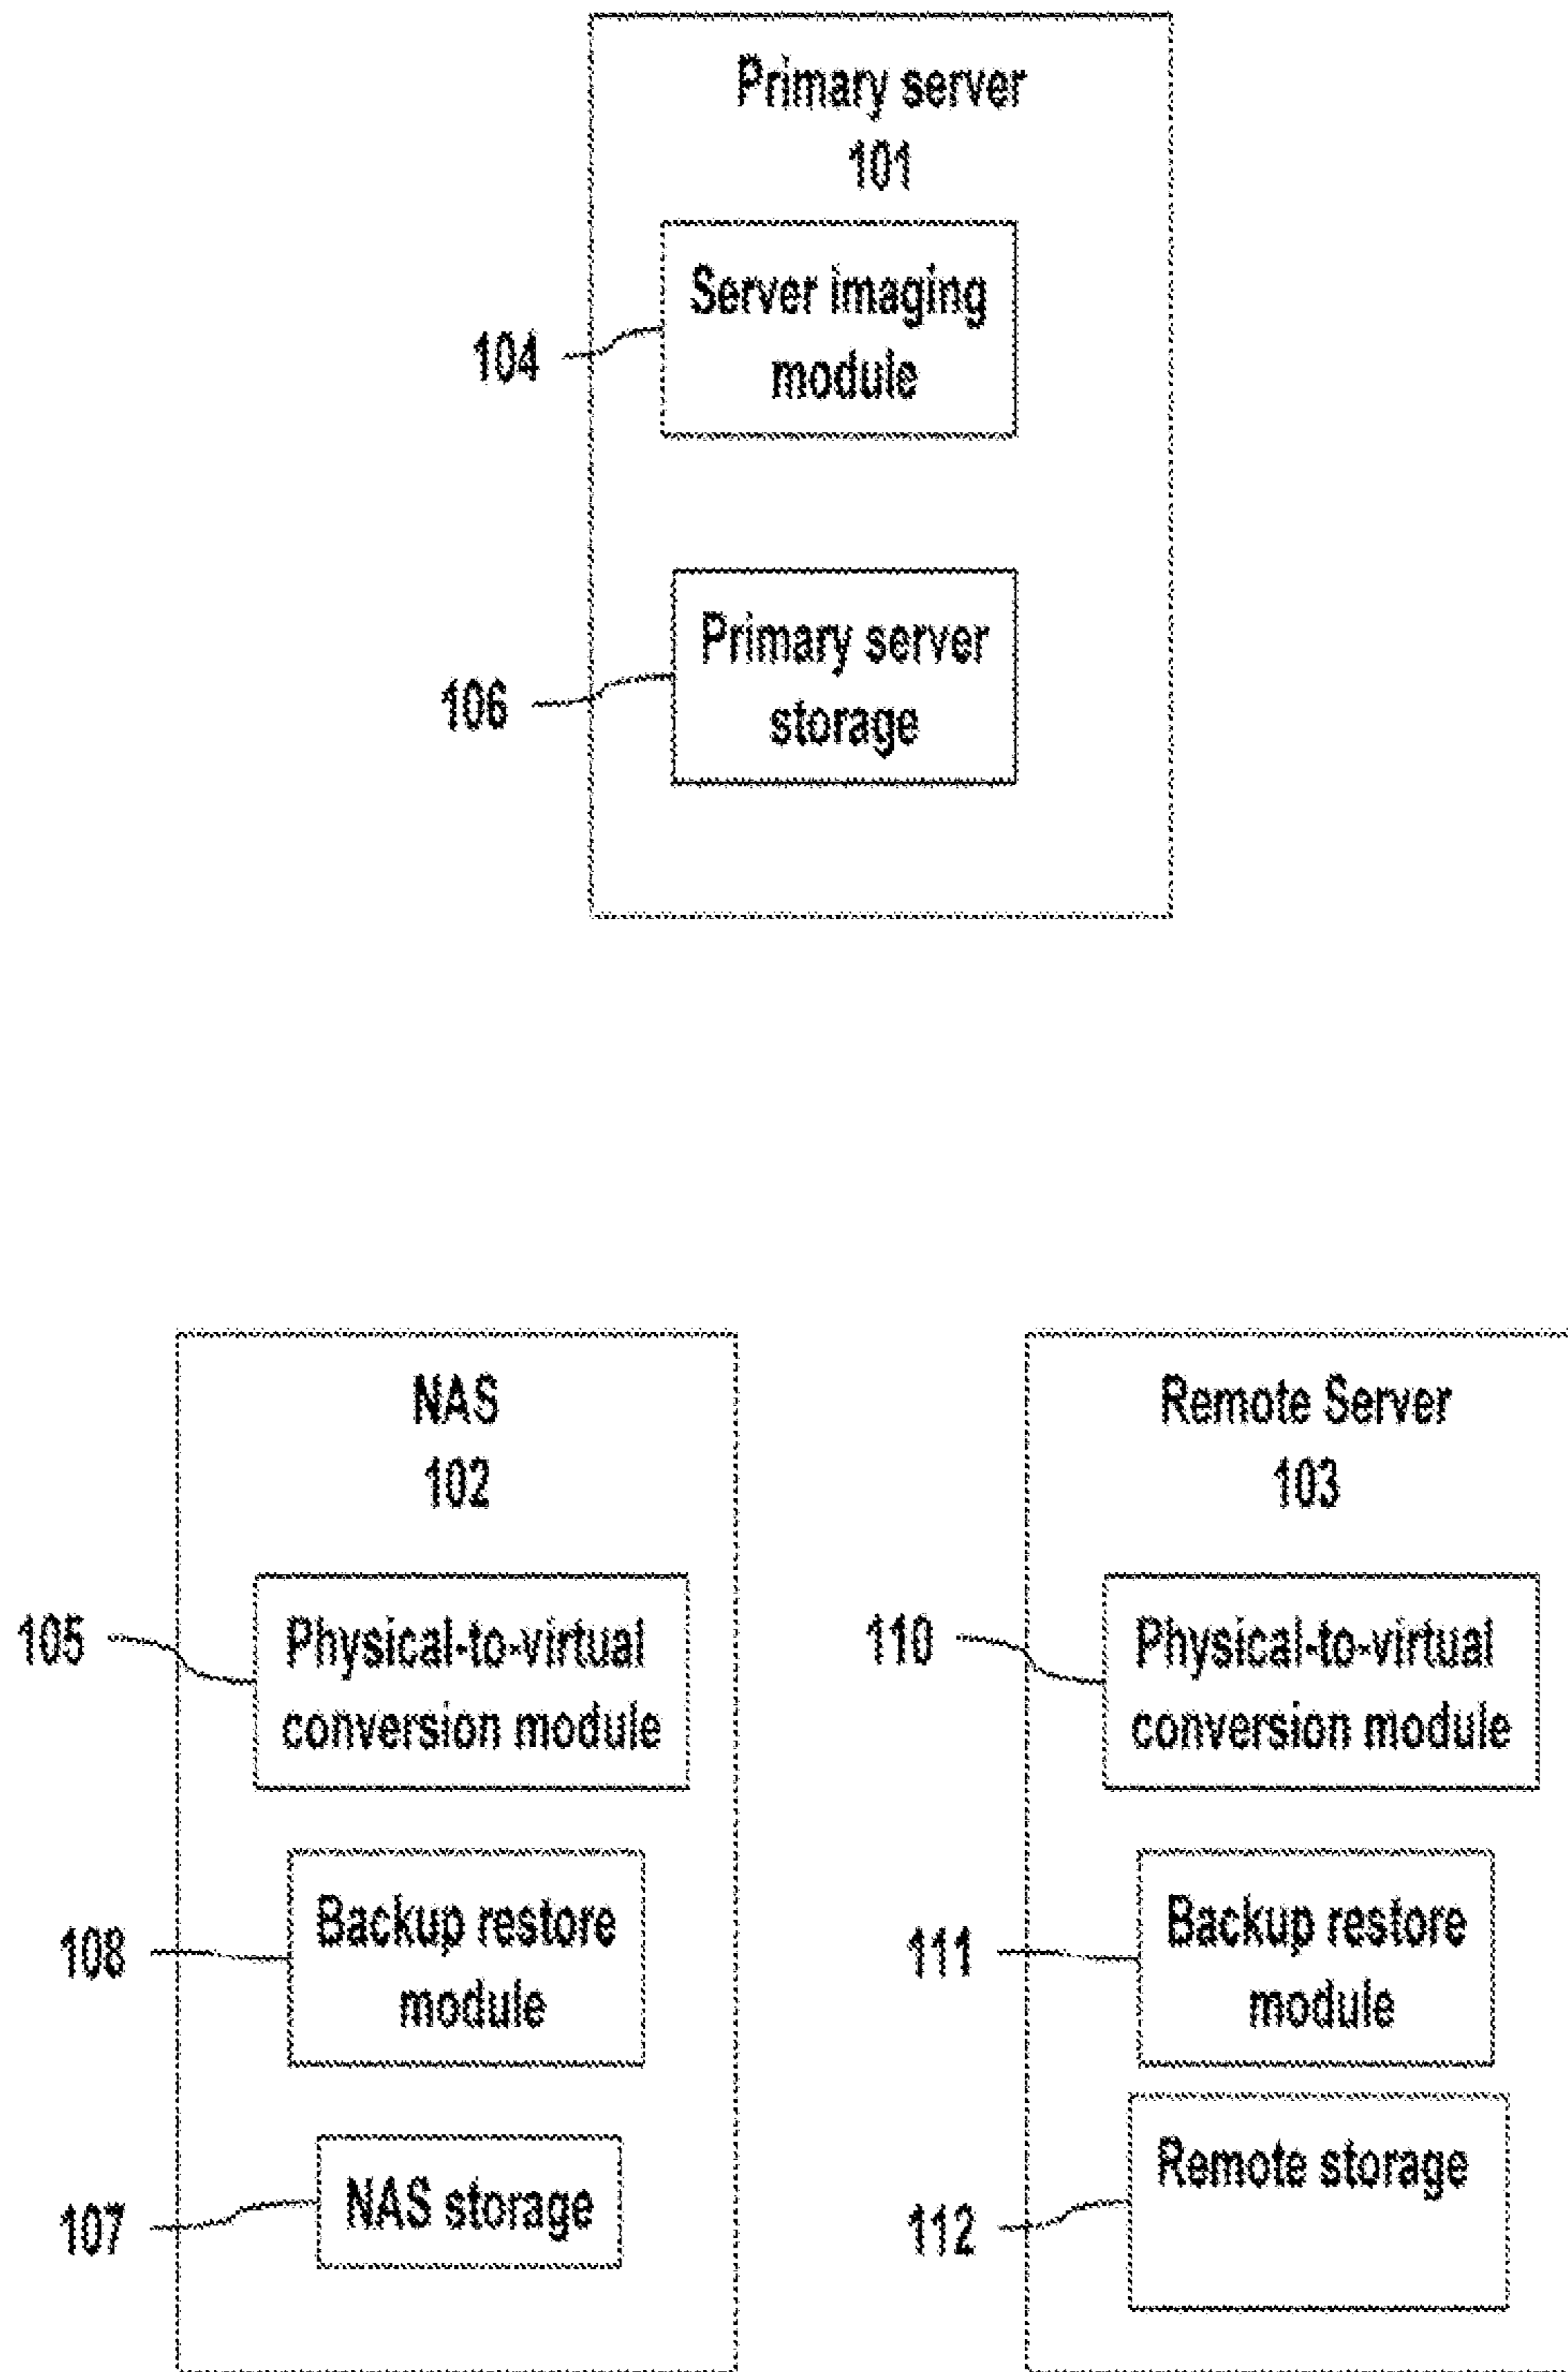 Primary server
101
Server imaging
module
104
Primary server
storage
106
NAS
102
Physical-to-virtual
conversion module
105
Backup restore
module
108
NAS storage
107
Remote Server
103
Physical-to-virtual
conversion module
110
Backup restore
module
111
Remote storage
112